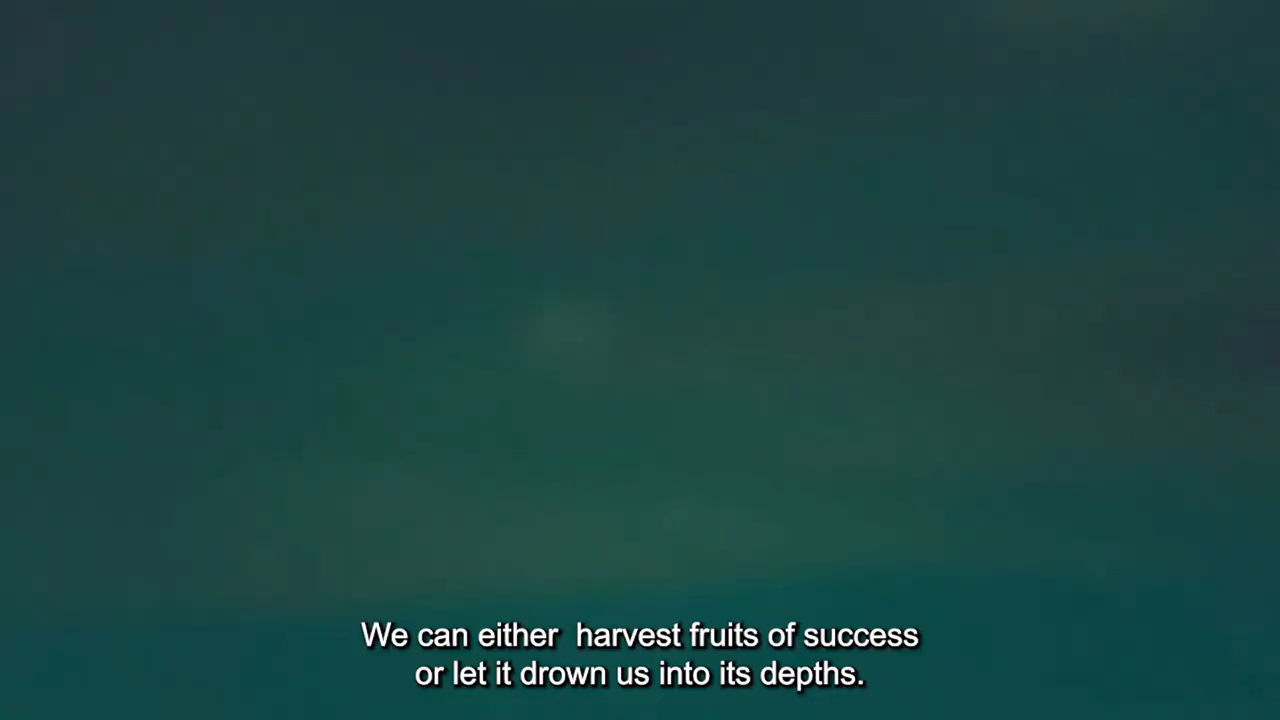 We can either  harvest fruits of success
or let it drown us into its depths.